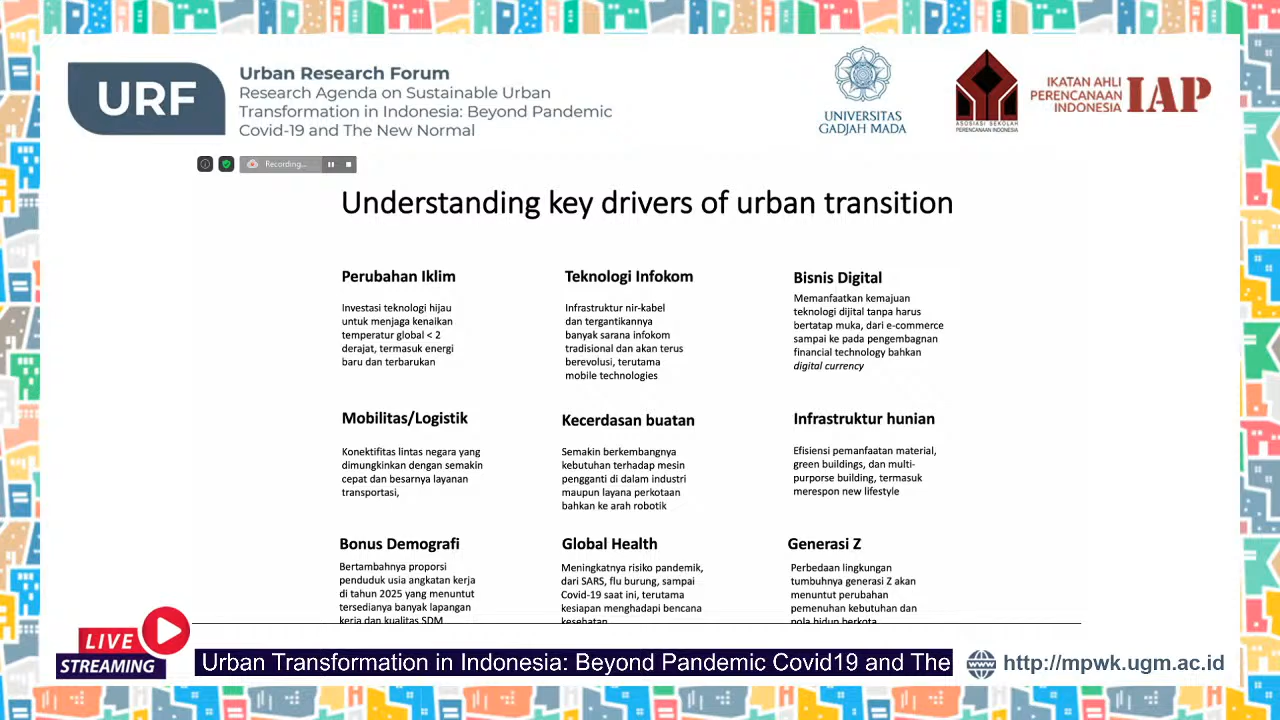 URF
Urban Research Forum
Research Agenda on Sustainable Urban
Transformation in Indonesia: Beyond Pandemic
Covid-19 and The New Normal
UNIVERSITAS
GADJAH MADA
ASOSIASI SEKOLAH
PERENCANAAN INDONESIA
IKATAN AHLI
PERENCANAAN
INDONESIA
IAP
Recording...
Understanding key drivers of urban transition
Perubahan Iklim
Investasi teknologi hijau
untuk menjaga kenaikan
temperatur global < 2
derajat, termasuk energi
baru dan terbarukan
Teknologi Infokom
Infrastruktur nir-kabel
dan tergantikannya
banyak sarana infokom
tradisional dan akan terus
berevolusi, terutama
mobile technologies
Bisnis Digital
Memanfaatkan kemajuan
teknologi dijital tanpa harus
bertatap muka, dari e-commerce
sampai ke pada pengembagnan
financial technology bahkan
digital currency
Mobilitas/Logistik
Konektifitas lintas negara yang
dimungkinkan dengan semakin
cepat dan besarnya layanan
transportasi,
Kecerdasan buatan
Semakin berkembangnya
kebutuhan terhadap mesin
pengganti di dalam industri
maupun layana perkotaan
bahkan ke arah robotik
Infrastruktur hunian
Efisiensi pemanfaatan material,
green buildings, dan multi-
purporse building, termasuk
merespon new lifestyle
Bonus Demografi
Bertambahnya proporsi
penduduk usia angkatan kerja
di tahun 2025 yang menuntut
tersedianya banyak lapangan
kerja dan kualitas SDM
Global Health
Meningkatnya risiko pandemik,
dari SARS, flu burung, sampai
Covid-19 saat ini, terutama
kesiapan menghadapi bencana
kesehatan
Generasi Z
Perbedaan lingkungan
tumbuhnya generasi Z akan
menuntut perubahan
pemenuhan kebutuhan dan
pola hidup berkota
LIVE
STREAMING
Urban Transformation in Indonesia: Beyond Pandemic Covid19 and The
http://mpwk.ugm.ac.id